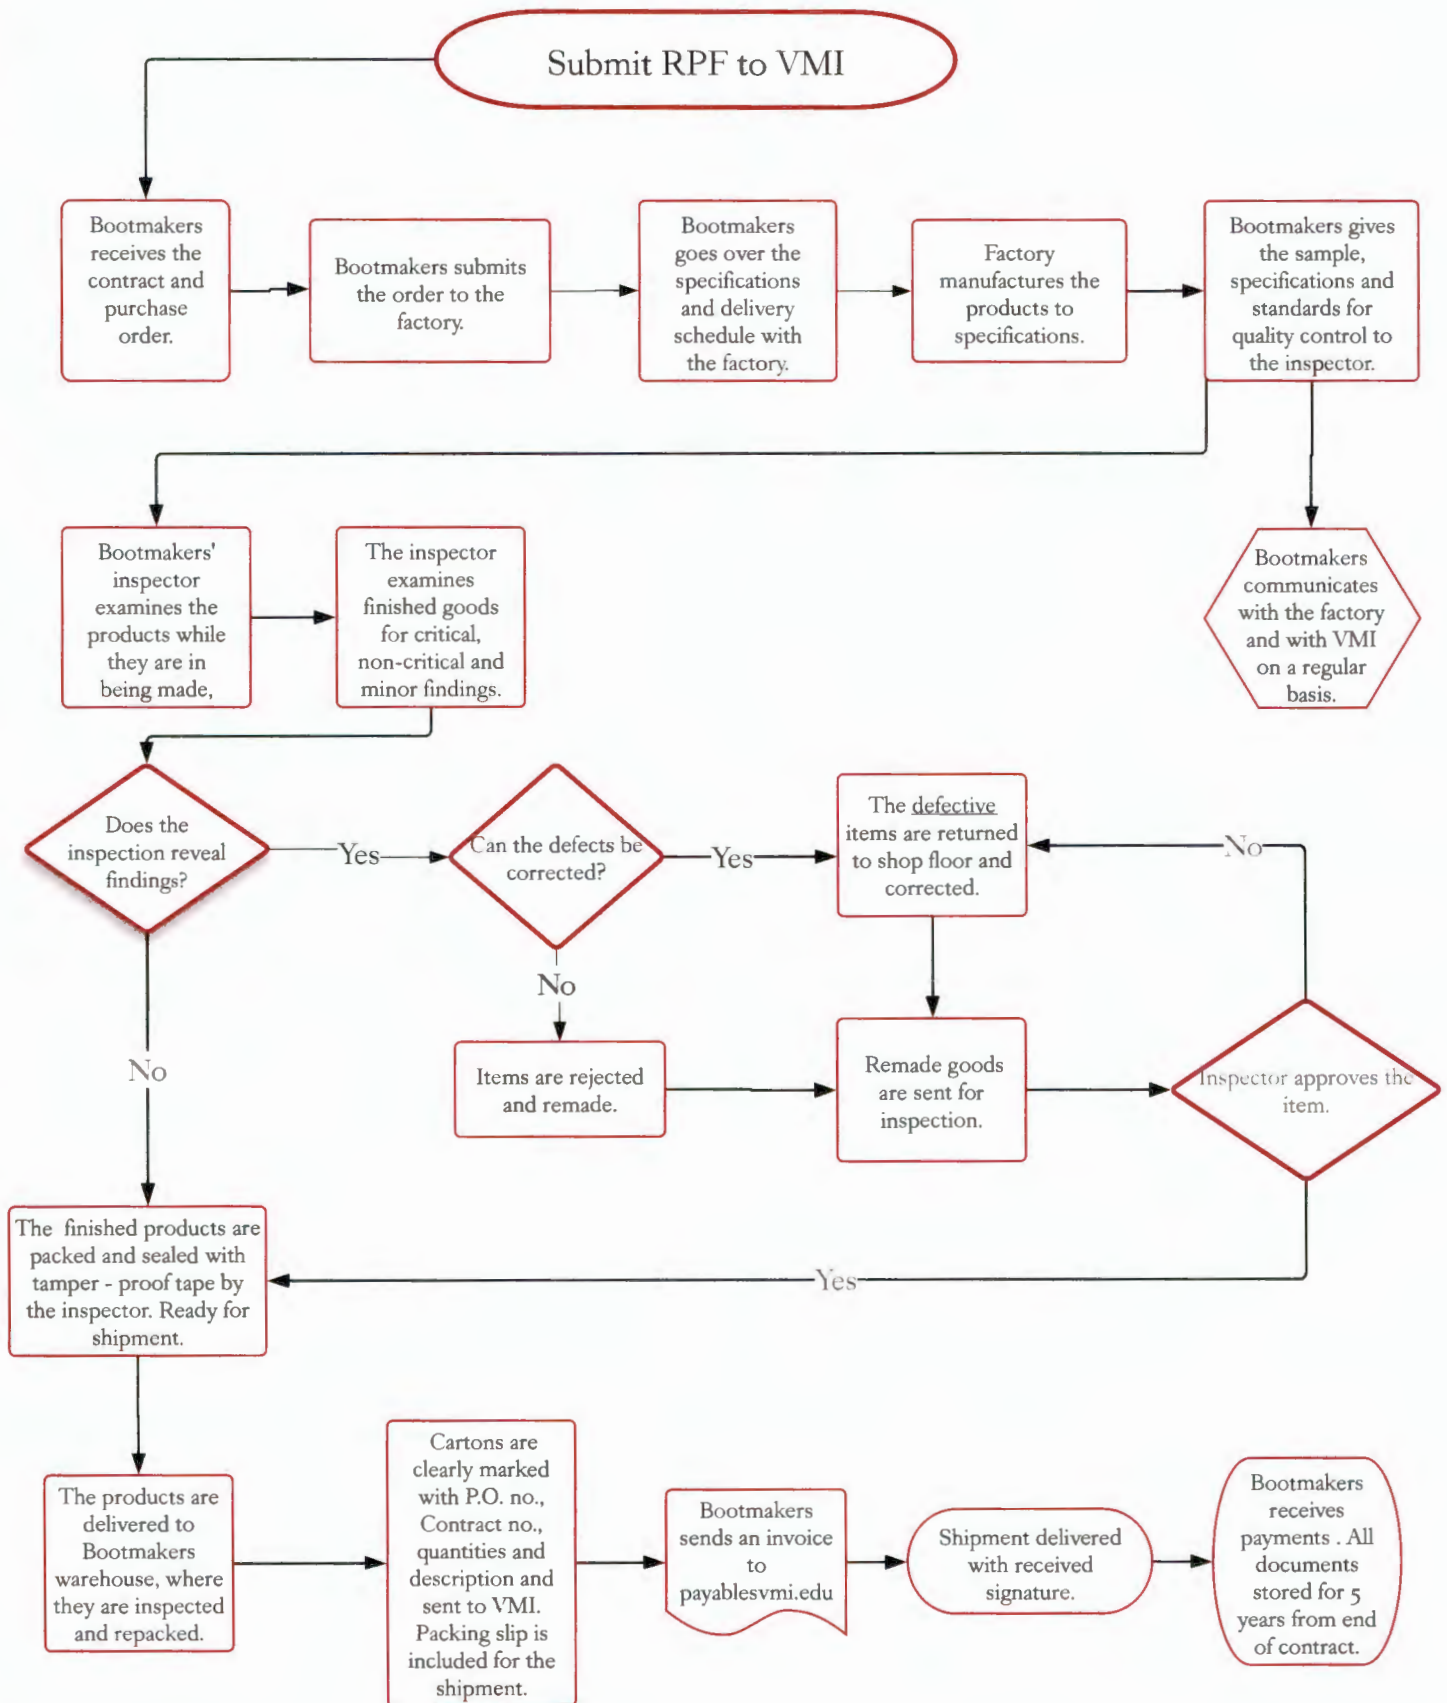 Submit RPF to VMI
Bootmakers
receives the
contract and
purchase
order.
Bootmakers submits
the order to the
factory.
Bootmakers
goes over the
specifications
and delivery
schedule with
the factory.
Factory
manufactures the
products to
specifications.
Bootmakers gives
the sample,
specifications and
standards for
quality control to
the inspector.
Bootmakers'
inspector
examines the
products while
they are in
being made,
The inspector
examines
finished goods
for critical,
non-critical and
minor findings.
Bootmakers
communicates
with the factory
and with VMI
on a regular
basis.
Does the
inspection reveal
findings?
Yes
Can the defects be
corrected?
Yes
The defective
items are returned
to shop floor and
corrected.
No
No
No
Items are rejected
and remade.
Remade goods
are sent for
inspection.
Inspector approves the
item.
The finished products are
packed and sealed with
tamper - proof tape by
the inspector. Ready for
shipment.
Yes
The products are
delivered to
Bootmakers
warehouse, where
they are inspected
and repacked.
Cartons are
clearly marked
with P.O. no.,
Contract no.,
quantities and
description and
sent to VMI.
Packing slip is
included for the
shipment.
Bootmakers
sends an invoice
to
payablesvmi.edu
Shipment delivered
with received
signature.
Bootmakers
receives
payments . All
documents
stored for 5
years from end
of contract.